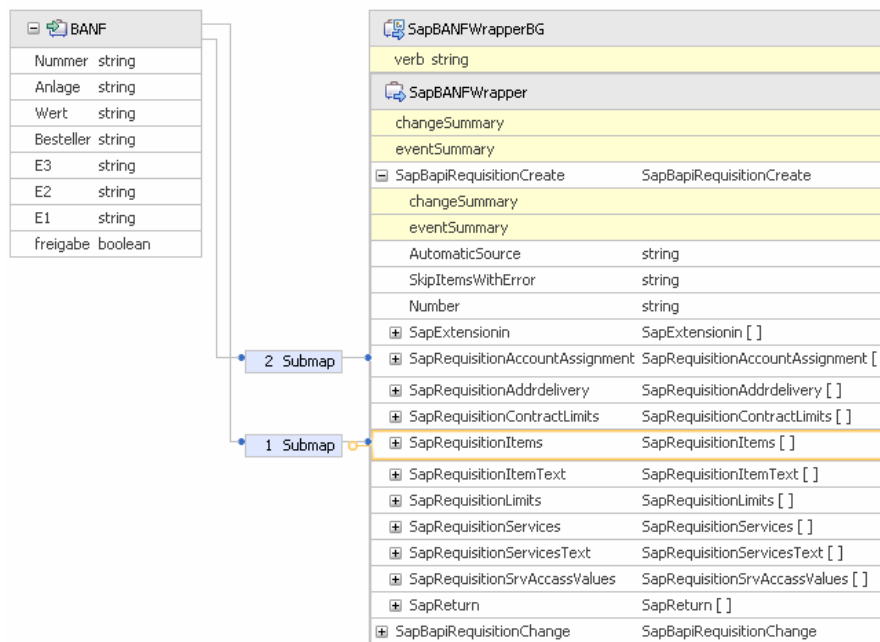 BANF
Nummer string
Anlage string
Wert string
Besteller string
E3 string
E2 string
E1 string
freigabe boolean
2 Submap
1 Submap
SapBANFWrapperBG
verb string
SapBANFWrapper
changeSummary
eventSummary
SapBapiRequisitionCreate SapBapiRequisitionCreate
changeSummary
eventSummary
AutomaticSource string
SkipItemsWithError string
Number string
SapExtensionin SapExtensionin [ ]
SapRequisitionAccountAssignment SapRequisitionAccountAssignment [
SapRequisitionAddrdelivery SapRequisitionAddrdelivery [ ]
SapRequisitionContractLimits SapRequisitionContractLimits [ ]
SapRequisitionItems SapRequisitionItems [ ]
SapRequisitionItemText SapRequisitionItemText [ ]
SapRequisitionLimits SapRequisitionLimits [ ]
SapRequisitionServices SapRequisitionServices [ ]
SapRequisitionServicesText SapRequisitionServicesText [ ]
SapRequisitionSrvAccassValues SapRequisitionSrvAccassValues [ ]
SapReturn SapReturn [ ]
SapBapiRequisitionChange SapBapiRequisitionChange